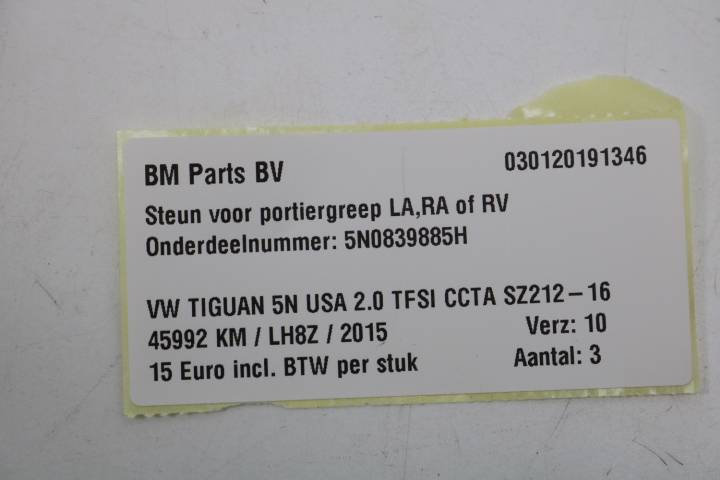 BM Parts BV 030120191346
Steun voor portiergreep LA,RA of RV
Onderdeelnummer: 5N0839885H
VW TIGUAN 5N USA 2.0 TFSI CCTA SZ212-16
45992 KM / LH8Z / 2015 Verz: 10
15 Euro incl. BTW per stuk Aantal: 3